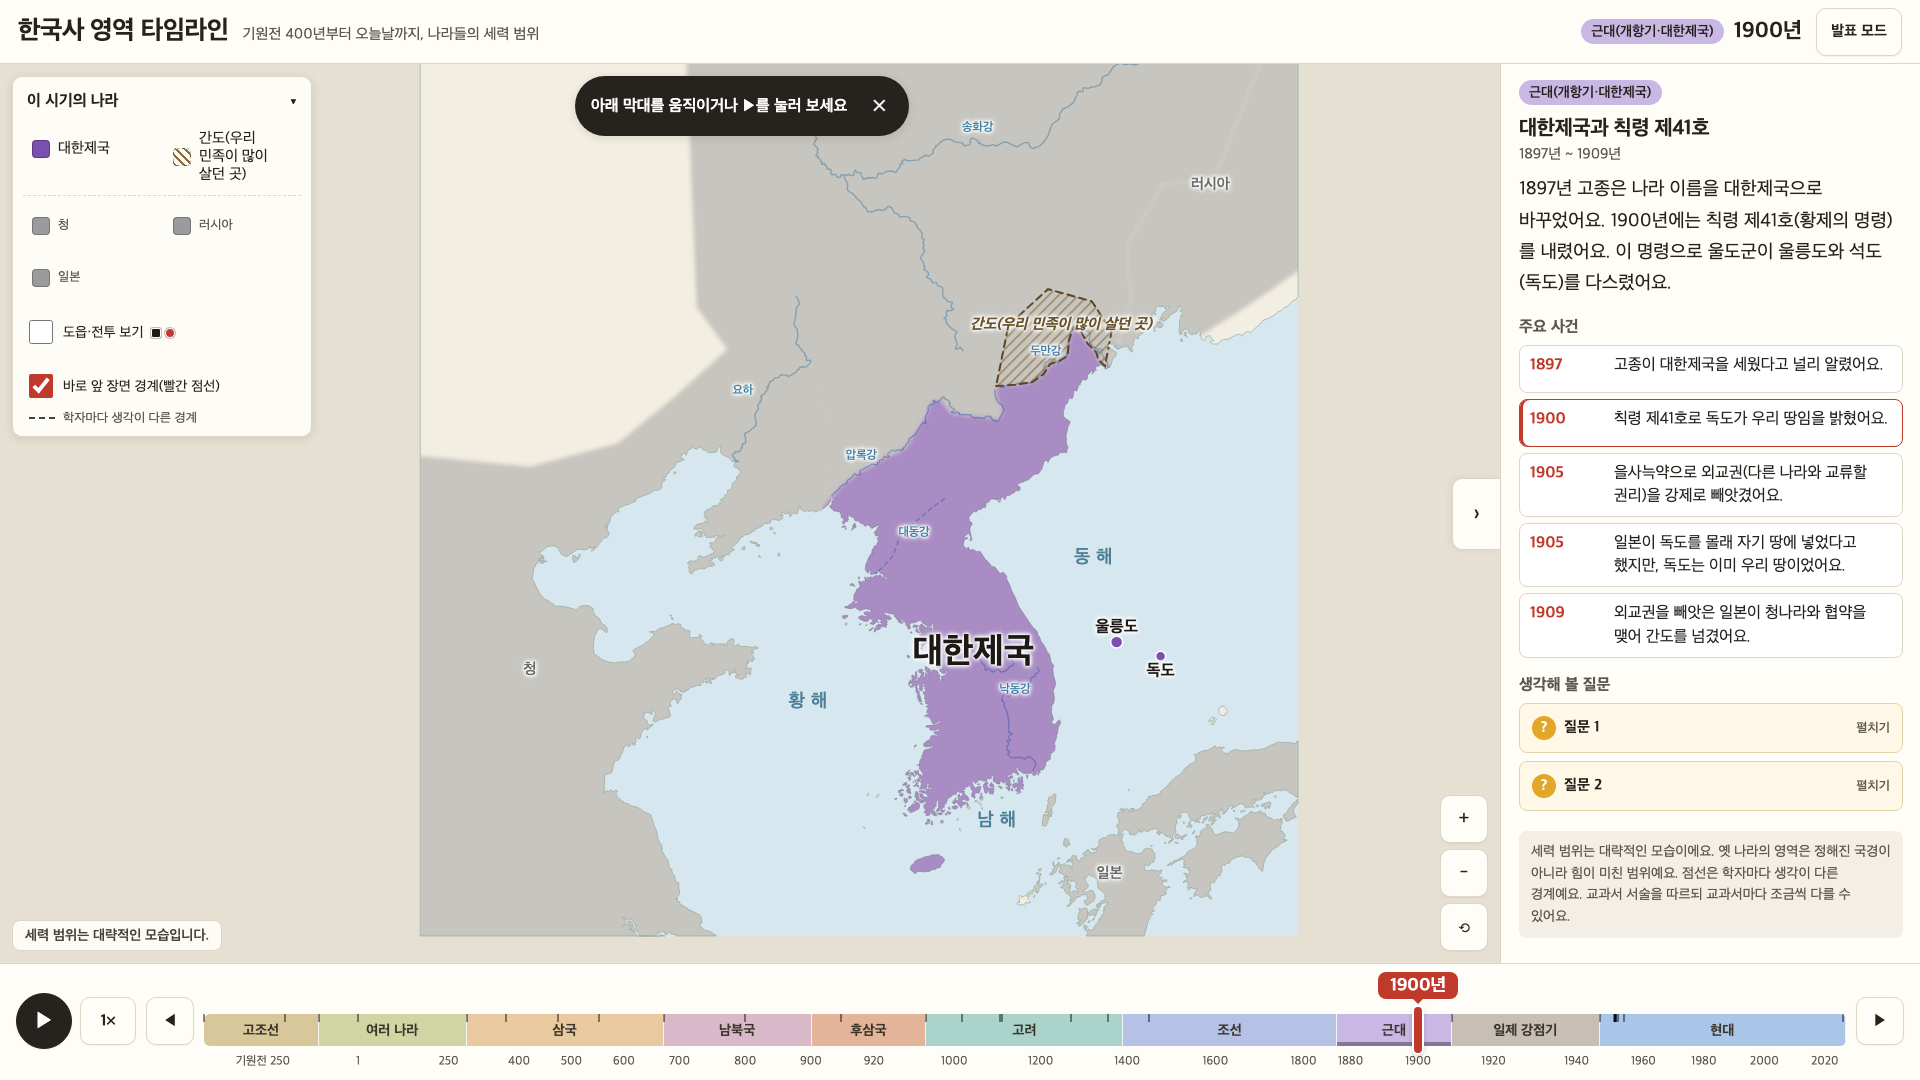 한국사 영역 타임라인
기원전 400년부터 오늘날까지, 나라들의 세력 범위
근대(개항기·대한제국)
1900년
발표 모드
이 시기의 나라
▼
대한제국
간도(우리
민족이 많이
살던 곳)
청
러시아
일본
도읍·전투 보기
바로 앞 장면 경계(빨간 점선)
학자마다 생각이 다른 경계
아래 막대를 움직이거나 ▶를 눌러 보세요 ✕
송화강
러시아
간도(우리 민족이 많이 살던 곳)
두만강
요하
압록강
대동강
동 해
울릉도
대한제국
독도
청
낙동강
황 해
남 해
일본
세력 범위는 대략적인 모습입니다.
›
+
−
⟲
근대(개항기·대한제국)
대한제국과 칙령 제41호
1897년 ~ 1909년
1897년 고종은 나라 이름을 대한제국으로
바꾸었어요. 1900년에는 칙령 제41호(황제의 명령)
를 내렸어요. 이 명령으로 울도군이 울릉도와 석도
(독도)를 다스렸어요.
주요 사건
1897 고종이 대한제국을 세웠다고 널리 알렸어요.
1900 칙령 제41호로 독도가 우리 땅임을 밝혔어요.
1905 을사늑약으로 외교권(다른 나라와 교류할
권리)을 강제로 빼앗겼어요.
1905 일본이 독도를 몰래 자기 땅에 넣었다고
했지만, 독도는 이미 우리 땅이었어요.
1909 외교권을 빼앗은 일본이 청나라와 협약을
맺어 간도를 넘겼어요.
생각해 볼 질문
? 질문 1 펼치기
? 질문 2 펼치기
세력 범위는 대략적인 모습이에요. 옛 나라의 영역은 정해진 국경이
아니라 힘이 미친 범위예요. 점선은 학자마다 생각이 다른
경계예요. 교과서 서술을 따르되 교과서마다 조금씩 다를 수
있어요.
1900년
▶ 1× ◀
고조선 여러 나라 삼국 남북국 후삼국 고려 조선 근대 일제 강점기 현대
▶
기원전 250 1 250 400 500 600 700 800 900 920 1000 1200 1400 1600 1800 1880 1900 1920 1940 1960 1980 2000 2020